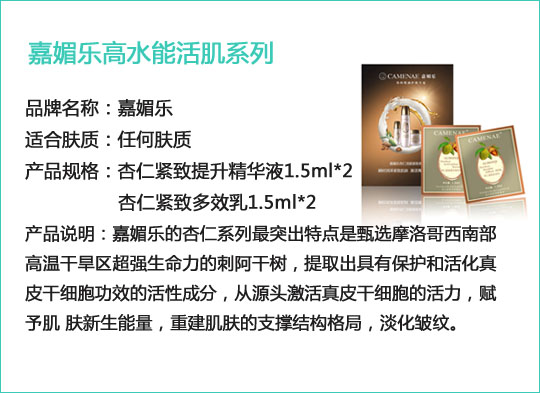 嘉媚乐高水能活肌系列
品牌名称：嘉媚乐
适合肤质：任何肤质
产品规格：杏仁紧致提升精华液1.5ml*2
杏仁紧致多效乳1.5ml*2
CAMENAE 嘉媚乐
CAMENAE
CAMENAE
产品说明：嘉媚乐的杏仁系列最突出特点是甄选摩洛哥西南部
高温干旱区超强生命力的刺阿干树，提取出具有保护和活化真
皮干细胞功效的活性成分，从源头激活真皮干细胞的活力，赋
予肌 肤新生能量，重建肌肤的支撑结构格局，淡化皱纹。